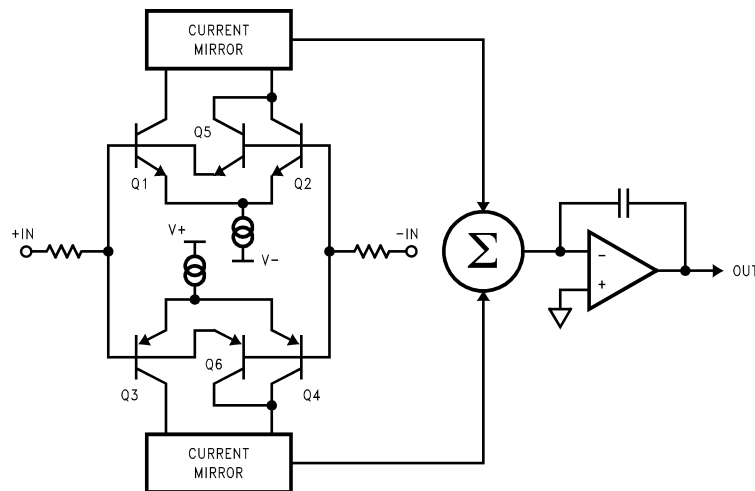 CURRENT
MIRROR
Q5
Q1
Q2
+IN
V+
-IN
V-
Σ
-
+
OUT
Q6
Q3
Q4
CURRENT
MIRROR